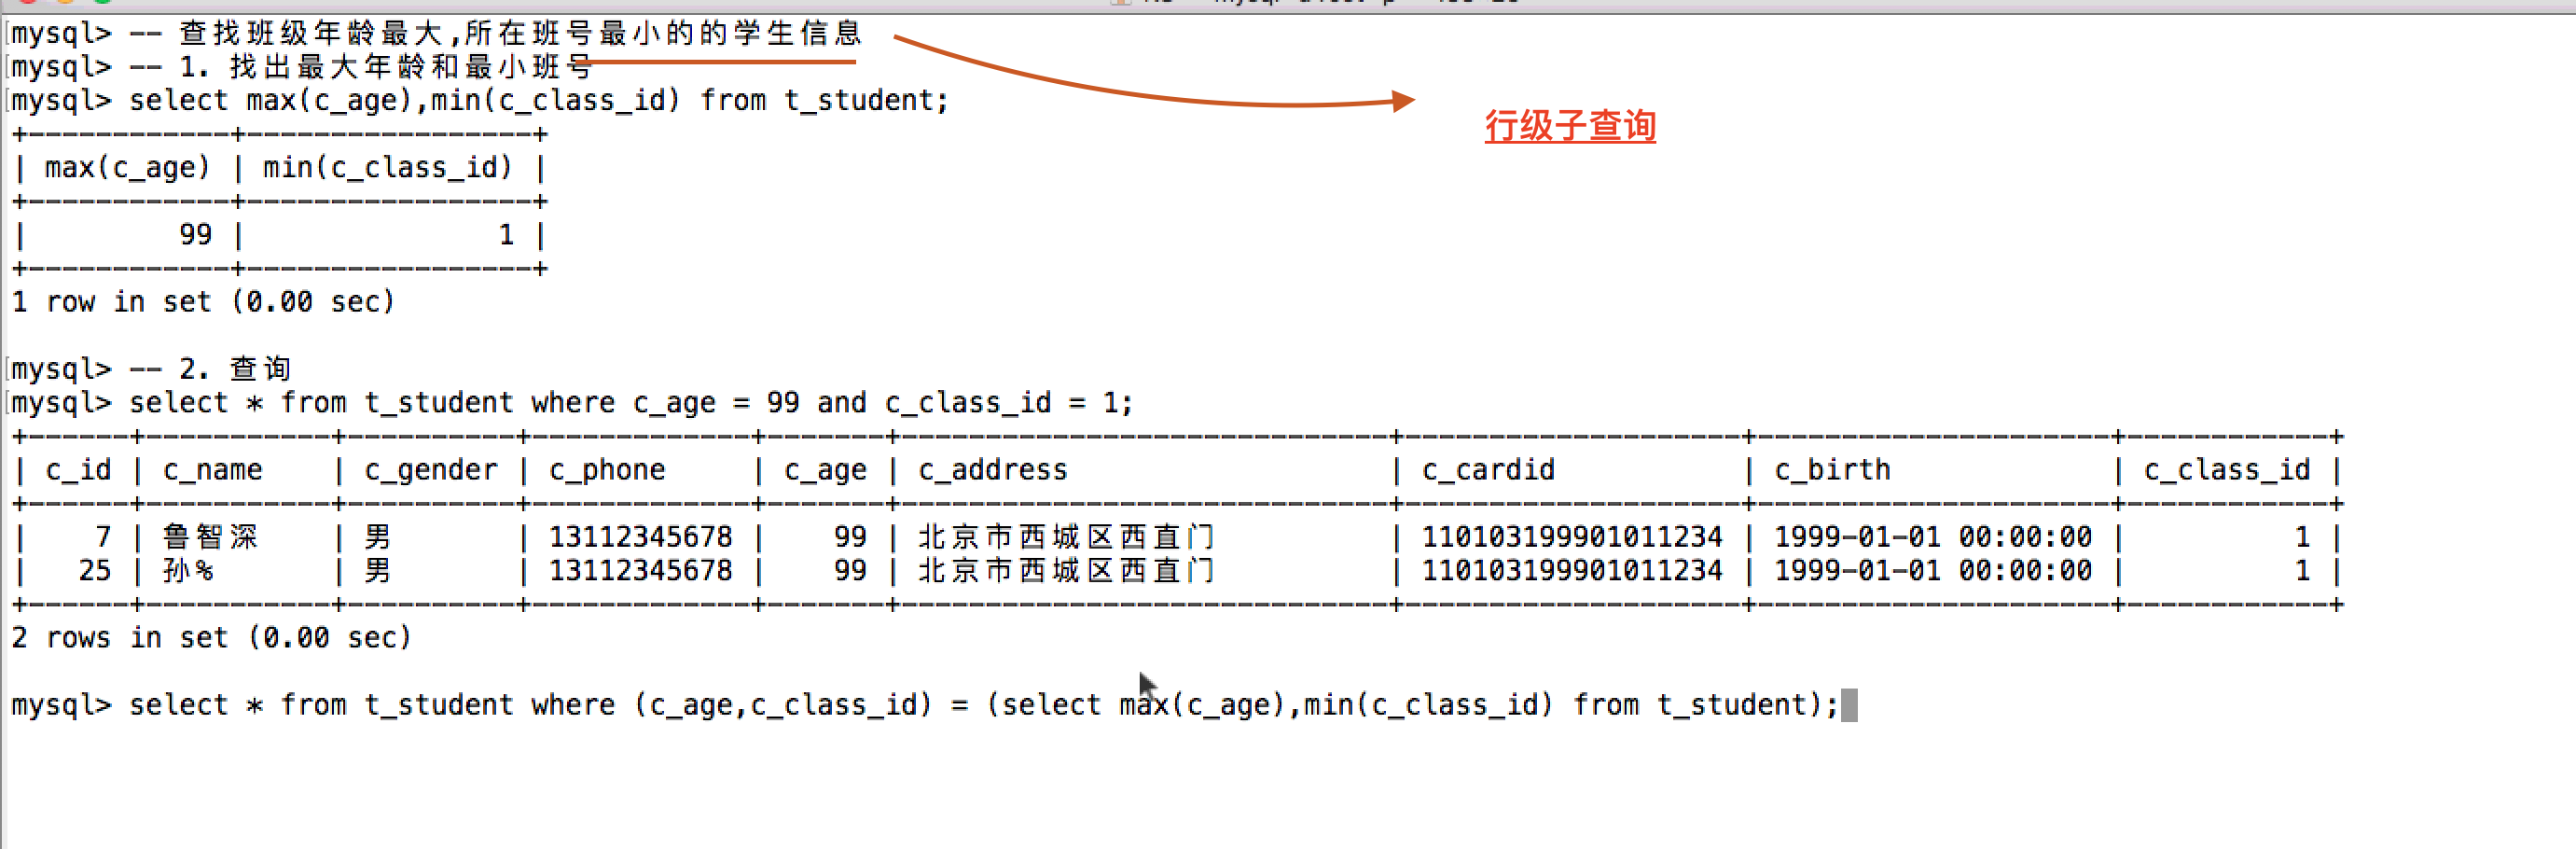 mysql> -- 查找班级年龄最大,所在班号最小的的学生信息
mysql> -- 1. 找出最大年龄和最小班号
mysql> select max(c_age),min(c_class_id) from t_student;
行级子查询
+------------+-----------------+
| max(c_age) | min(c_class_id) |
+------------+-----------------+
| 99 | 1 |
+------------+-----------------+
1 row in set (0.00 sec)
mysql> -- 2. 查询
mysql> select * from t_student where c_age = 99 and c_class_id = 1;
+------+-----------+----------+-------------+-------+-----------------------------+--------------------+---------------------+------------+
| c_id | c_name | c_gender | c_phone | c_age | c_address | c_cardid | c_birth | c_class_id |
+------+-----------+----------+-------------+-------+-----------------------------+--------------------+---------------------+------------+
| 7 | 鲁智深 | 男 | 13112345678 | 99 | 北京市西城区西直门 | 110103199901011234 | 1999-01-01 00:00:00 | 1 |
| 25 | 孙% | 男 | 13112345678 | 99 | 北京市西城区西直门 | 110103199901011234 | 1999-01-01 00:00:00 | 1 |
+------+-----------+----------+-------------+-------+-----------------------------+--------------------+---------------------+------------+
2 rows in set (0.00 sec)
mysql> select * from t_student where (c_age,c_class_id) = (select max(c_age),min(c_class_id) from t_student);